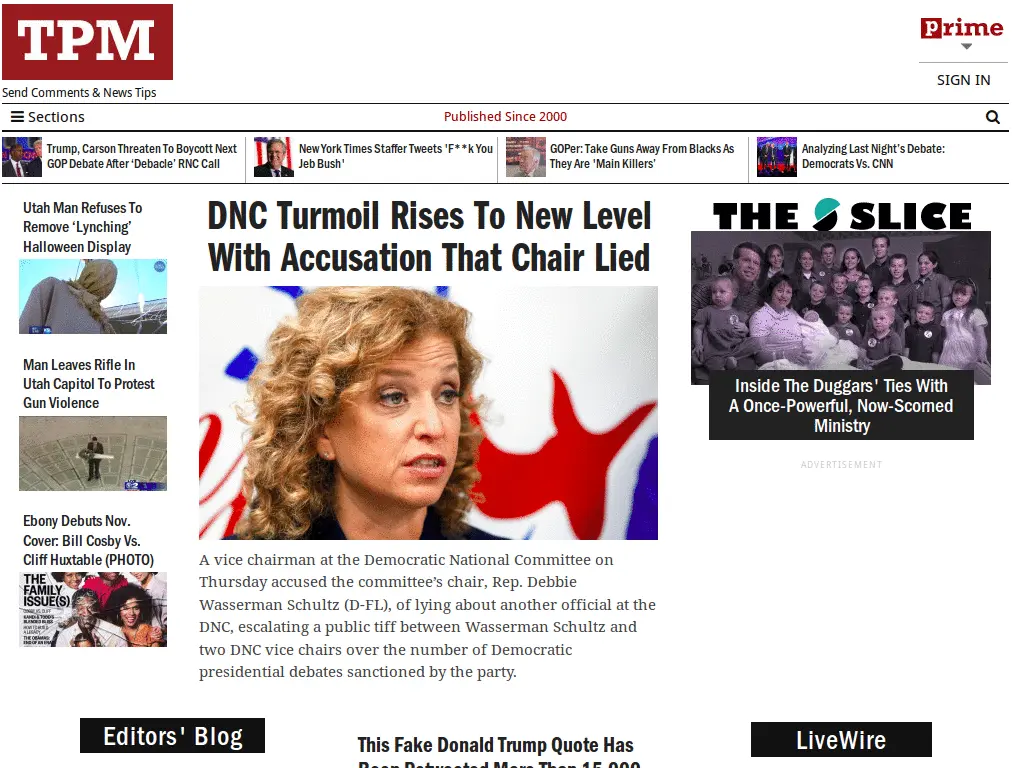 TPM
prime
SIGN IN
Send Comments & News Tips
Sections
Published Since 2000
Trump, Carson Threaten To Boycott Next
GOP Debate After ‘Debacle’ RNC Call
New York Times Staffer Tweets 'F**k You
Jeb Bush'
GOPer: Take Guns Away From Blacks As
They Are 'Main Killers'
Analyzing Last Night's Debate:
Democrats Vs. CNN
Utah Man Refuses To
Remove ‘Lynching’
Halloween Display
Man Leaves Rifle In
Utah Capitol To Protest
Gun Violence
Ebony Debuts Nov.
Cover: Bill Cosby Vs.
Cliff Huxtable (PHOTO)
THE
FAMILY
ISSUE(S)
DNC Turmoil Rises To New Level
With Accusation That Chair Lied
A vice chairman at the Democratic National Committee on
Thursday accused the committee’s chair, Rep. Debbie
Wasserman Schultz (D-FL), of lying about another official at the
DNC, escalating a public tiff between Wasserman Schultz and
two DNC vice chairs over the number of Democratic
presidential debates sanctioned by the party.
THE SLICE
Inside The Duggars' Ties With
A Once-Powerful, Now-Scorned
Ministry
ADVERTISEMENT
Editors' Blog
This Fake Donald Trump Quote Has
Been Retweeted More Than 15,000
LiveWire